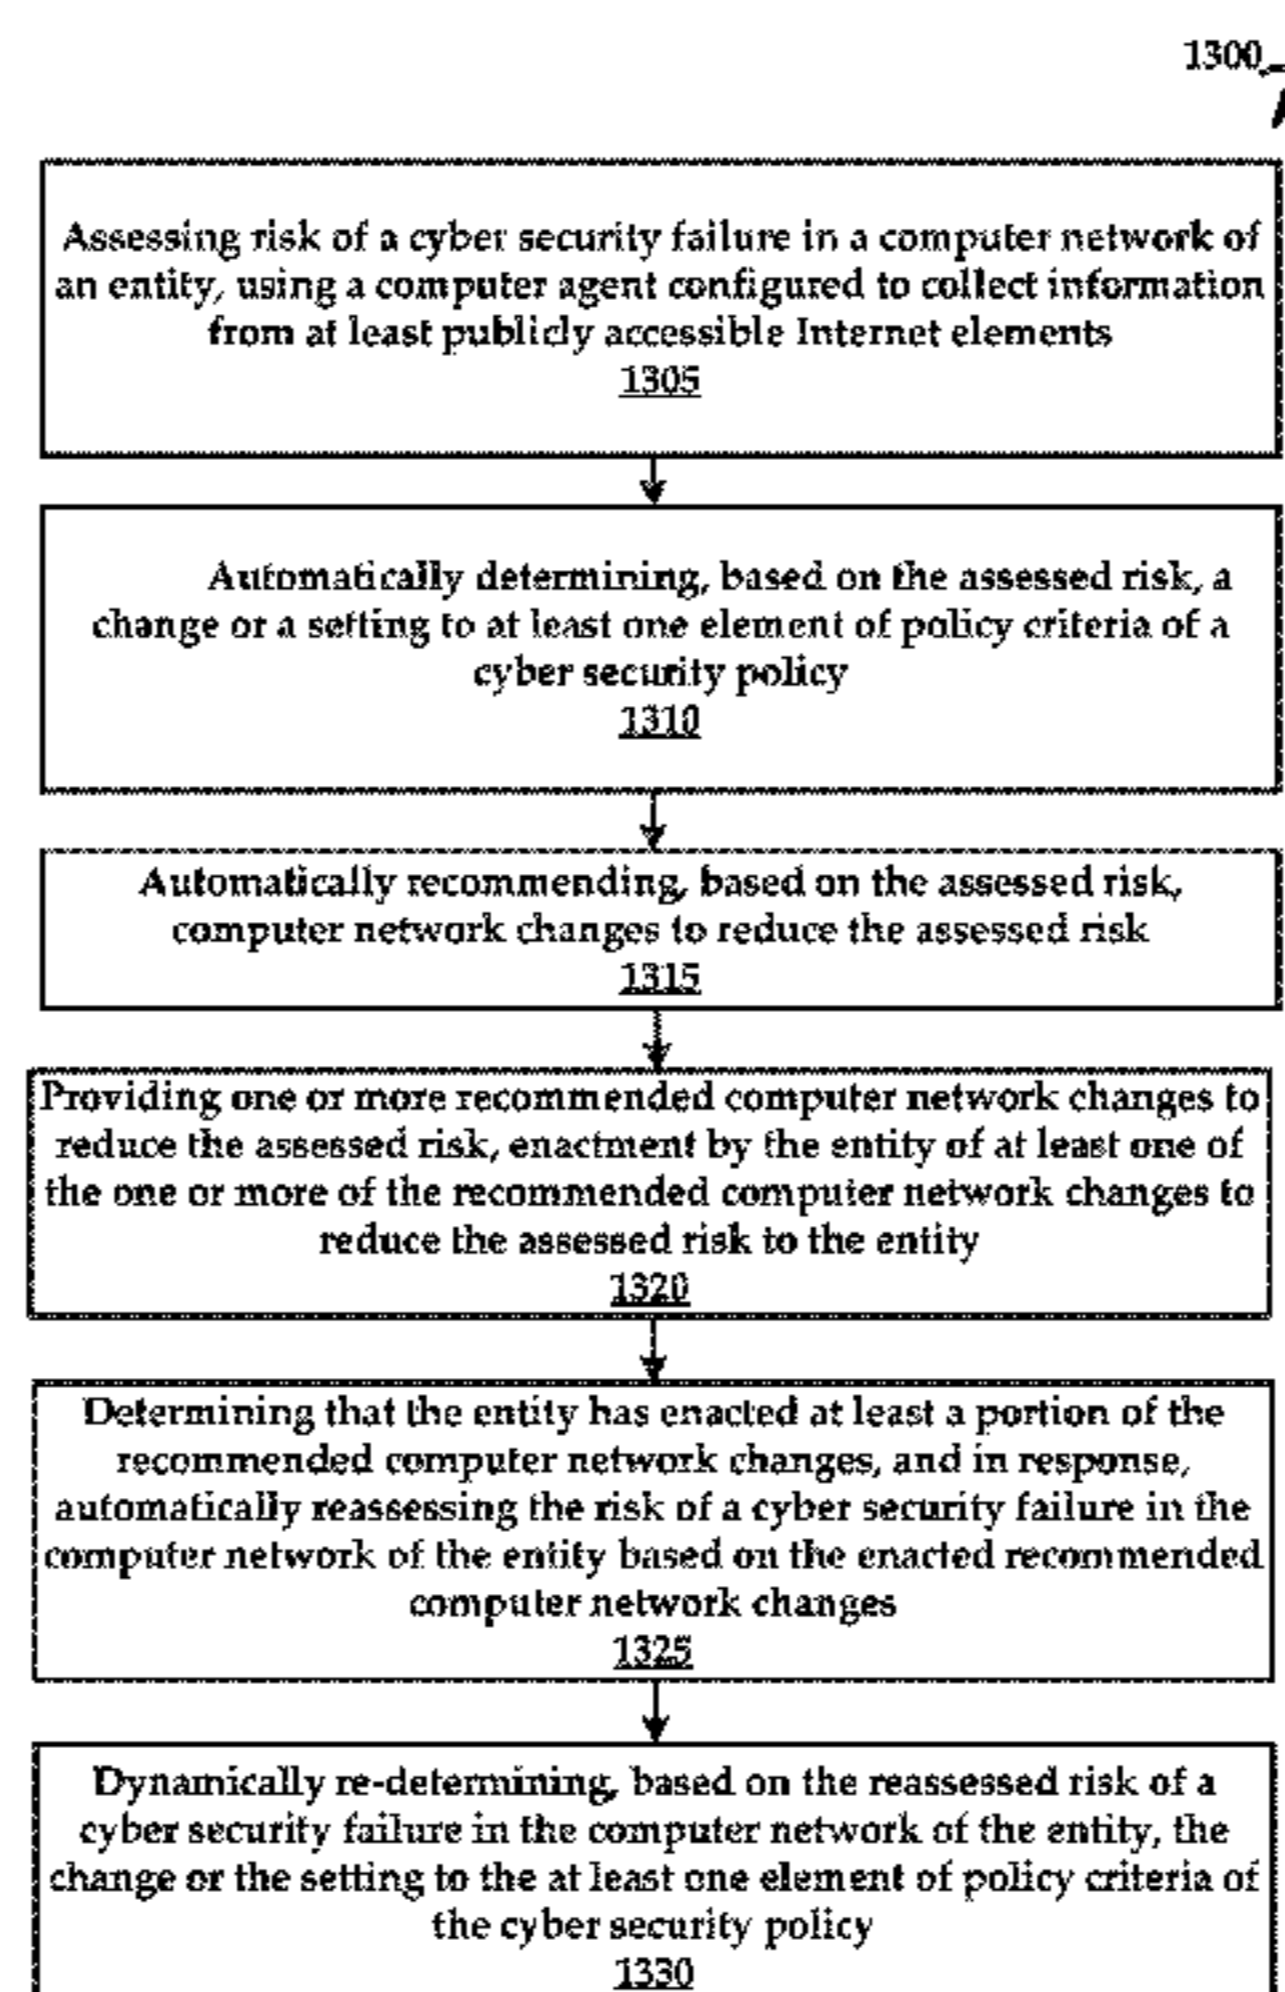 1300
Assessing risk of a cyber security failure in a computer network of
an entity, using a computer agent configured to collect information
from at least publicly accessible Internet elements
1305
Automatically determining, based on the assessed risk, a
change or a setting to at least one element of policy criteria of a
cyber security policy
1310
Automatically recommending, based on the assessed risk,
computer network changes to reduce the assessed risk
1315
Providing one or more recommended computer network changes to
reduce the assessed risk, enactment by the entity of at least one of
the one or more of the recommended computer network changes to
reduce the assessed risk to the entity
1320
Determining that the entity has enacted at least a portion of the
recommended computer network changes, and in response,
automatically reassessing the risk of a cyber security failure in the
computer network of the entity based on the enacted recommended
computer network changes
1325
Dynamically re-determining, based on the reassessed risk of a
cyber security failure in the computer network of the entity, the
change or the setting to the at least one element of policy criteria of
the cyber security policy
1330